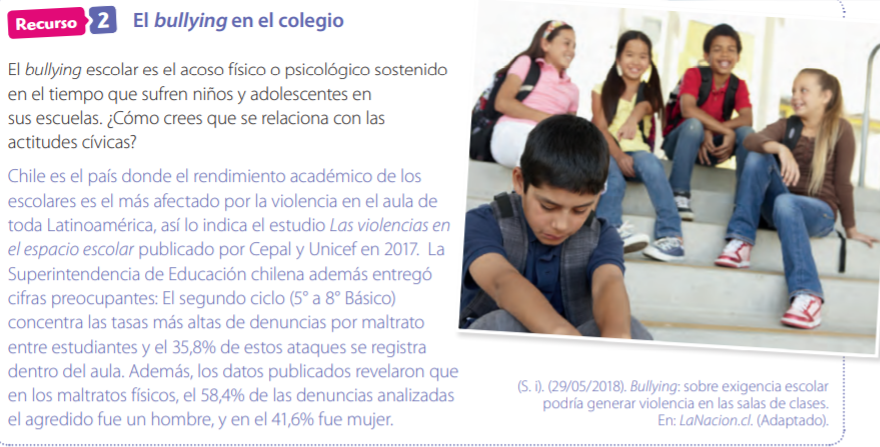 Recurso 2 El bullying en el colegio
El bullying escolar es el acoso físico o psicológico sostenido
en el tiempo que sufren niños y adolescentes en
sus escuelas. ¿Cómo crees que se relaciona con las
actitudes cívicas?
Chile es el país donde el rendimiento académico de los
escolares es el más afectado por la violencia en el aula de
toda Latinoamérica, así lo indica el estudio Las violencias en
el espacio escolar publicado por Cepal y Unicef en 2017. La
Superintendencia de Educación chilena además entregó
cifras preocupantes: El segundo ciclo (5° a 8° Básico)
concentra las tasas más altas de denuncias por maltrato
entre estudiantes y el 35,8% de estos ataques se registra
dentro del aula. Además, los datos publicados revelaron que
en los maltratos físicos, el 58,4% de las denuncias analizadas
el agredido fue un hombre, y en el 41,6% fue mujer.
(S. i). (29/05/2018). Bullying: sobre exigencia escolar
podría generar violencia en las salas de clases.
En: LaNacion.cl. (Adaptado).